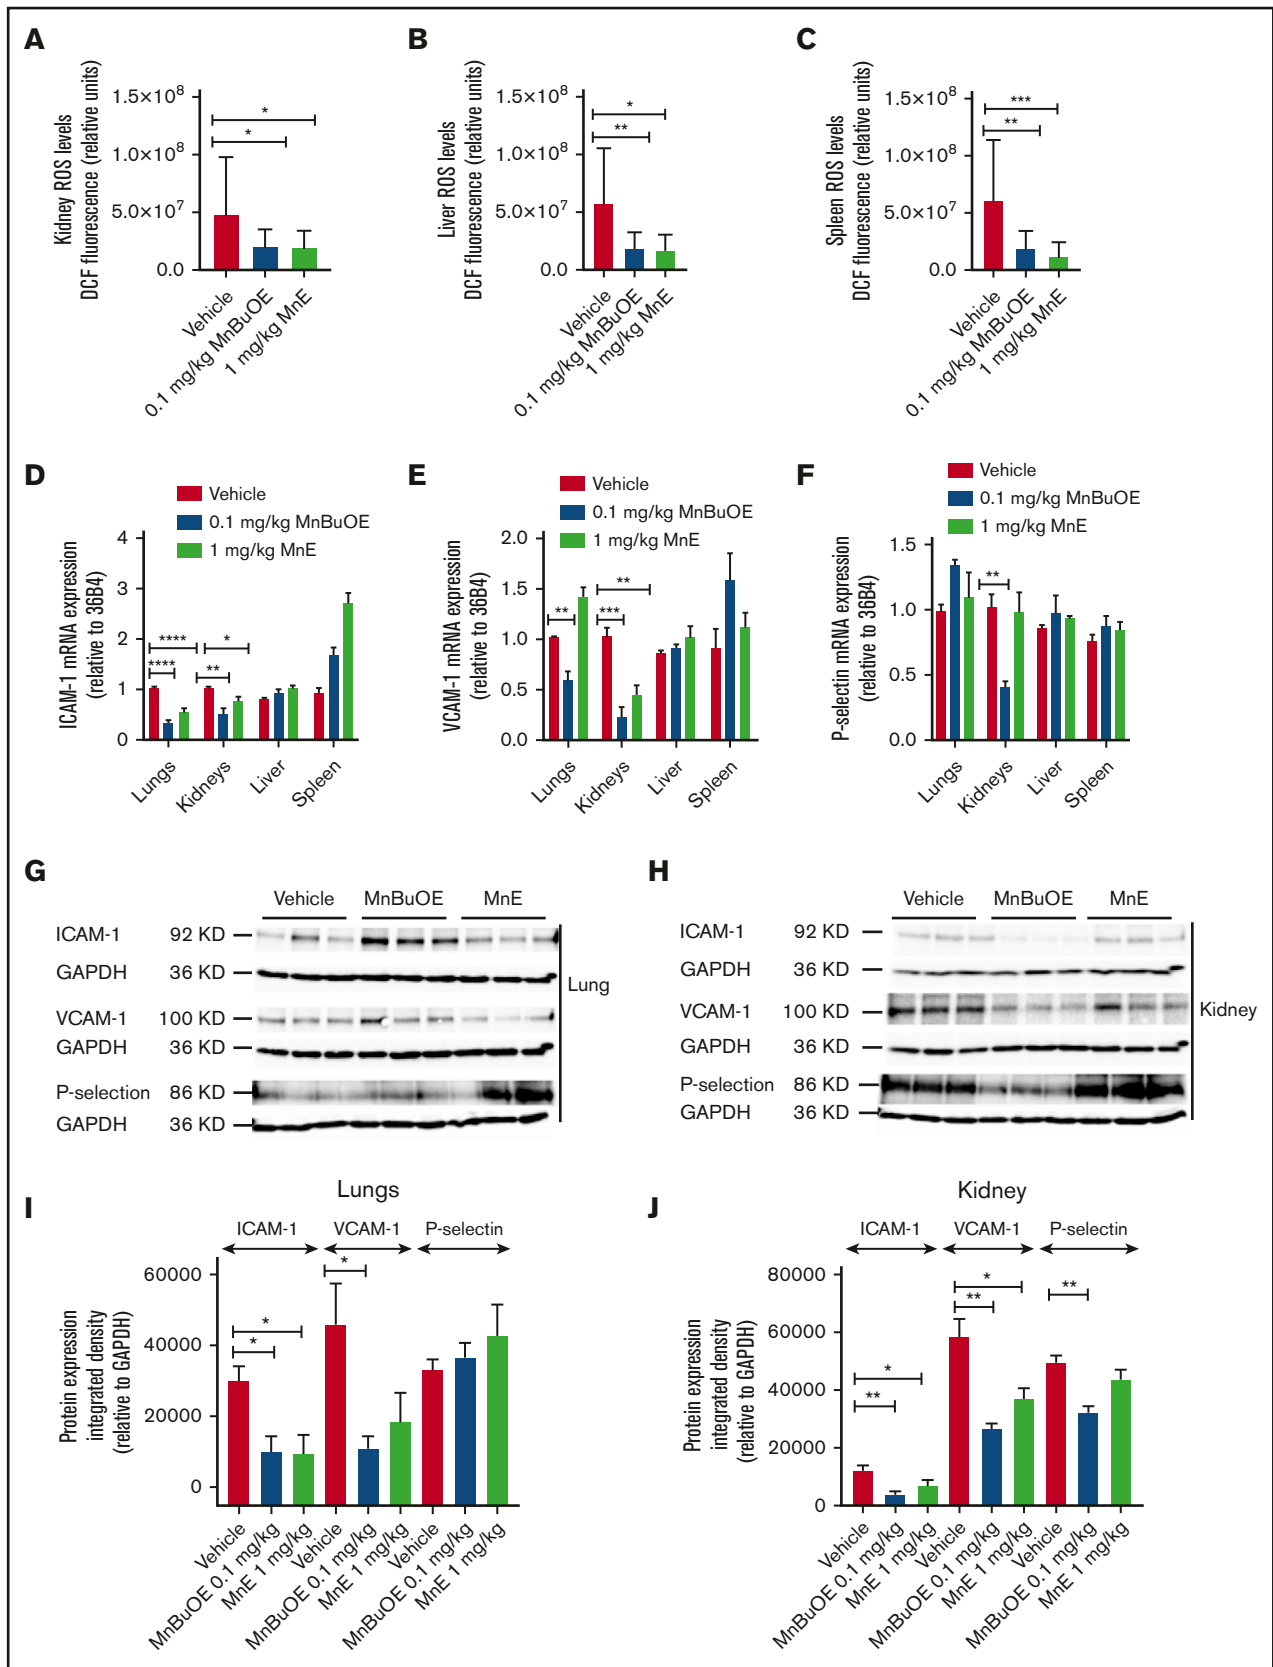 A
Kidney ROS levels
DCF fluorescence (relative units)
1.5×10⁸
1.0×10⁸
5.0×10⁷
0.0
*
*
Vehicle
0.1 mg/kg MnBuOE
1 mg/kg MnE
B
Liver ROS levels
DCF fluorescence (relative units)
1.5×10⁸
1.0×10⁸
5.0×10⁷
0.0
*
**
Vehicle
0.1 mg/kg MnBuOE
1 mg/kg MnE
C
Spleen ROS levels
DCF fluorescence (relative units)
1.5×10⁸
1.0×10⁸
5.0×10⁷
0.0
***
**
Vehicle
0.1 mg/kg MnBuOE
1 mg/kg MnE
D
Vehicle
0.1 mg/kg MnBuOE
1 mg/kg MnE
ICAM-1 mRNA expression
(relative to 36B4)
4
3
2
1
0
****
****
*
**
Lungs
Kidneys
Liver
Spleen
E
Vehicle
0.1 mg/kg MnBuOE
1 mg/kg MnE
VCAM-1 mRNA expression
(relative to 36B4)
2.0
1.5
1.0
0.5
0.0
**
**
***
Lungs
Kidneys
Liver
Spleen
F
Vehicle
0.1 mg/kg MnBuOE
1 mg/kg MnE
P-selectin mRNA expression
(relative to 36B4)
1.5
1.0
0.5
0.0
**
Lungs
Kidneys
Liver
Spleen
G
Vehicle MnBuOE MnE
ICAM-1 92 KD
GAPDH 36 KD
VCAM-1 100 KD
GAPDH 36 KD
P-selection 86 KD
GAPDH 36 KD
Lung
H
Vehicle MnBuOE MnE
ICAM-1 92 KD
GAPDH 36 KD
VCAM-1 100 KD
GAPDH 36 KD
P-selection 86 KD
GAPDH 36 KD
Kidney
I
Lungs
ICAM-1 VCAM-1 P-selectin
Protein expression
integrated density
(relative to GAPDH)
60000
40000
20000
0
*
*
*
Vehicle
MnBuOE 0.1 mg/kg
MnE 1 mg/kg
Vehicle
MnBuOE 0.1 mg/kg
MnE 1 mg/kg
Vehicle
MnBuOE 0.1 mg/kg
MnE 1 mg/kg
J
Kidney
ICAM-1 VCAM-1 P-selectin
Protein expression
integrated density
(relative to GAPDH)
80000
60000
40000
20000
0
*
**
*
**
**
Vehicle
MnBuOE 0.1 mg/kg
MnE 1 mg/kg
Vehicle
MnBuOE 0.1 mg/kg
MnE 1 mg/kg
Vehicle
MnBuOE 0.1 mg/kg
MnE 1 mg/kg